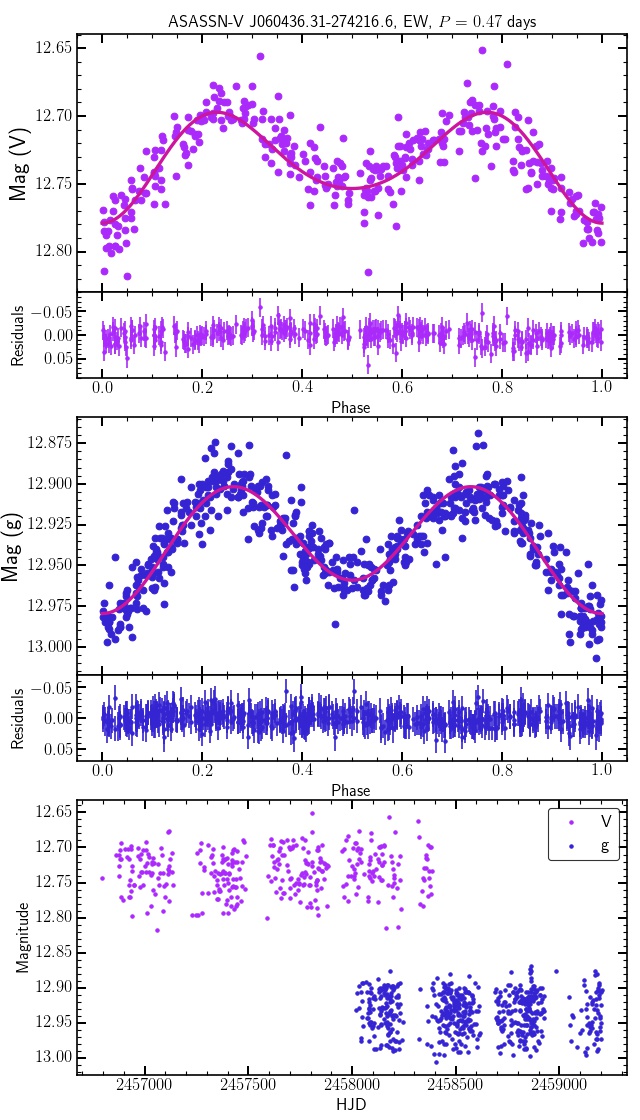 ASASSN-V J060436.31-274216.6, EW, P = 0.47 days
12.65
12.70
12.75
12.80
Mag (V)
−0.05
0.00
0.05
Residuals
0.0 0.2 0.4 0.6 0.8 1.0
Phase
12.875
12.900
12.925
12.950
12.975
13.000
Mag (g)
−0.05
0.00
0.05
Residuals
0.0 0.2 0.4 0.6 0.8 1.0
Phase
12.65
12.70
12.75
12.80
12.85
12.90
12.95
13.00
Magnitude
V
g
2457000 2457500 2458000 2458500 2459000
HJD